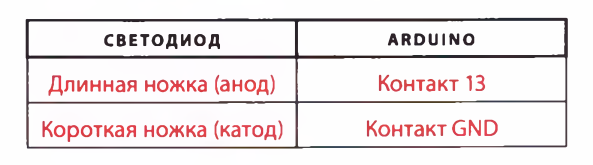 СВЕТОДИОД ARDUINO
Длинная ножка (анод) Контакт 13
Короткая ножка (катод) Контакт GND